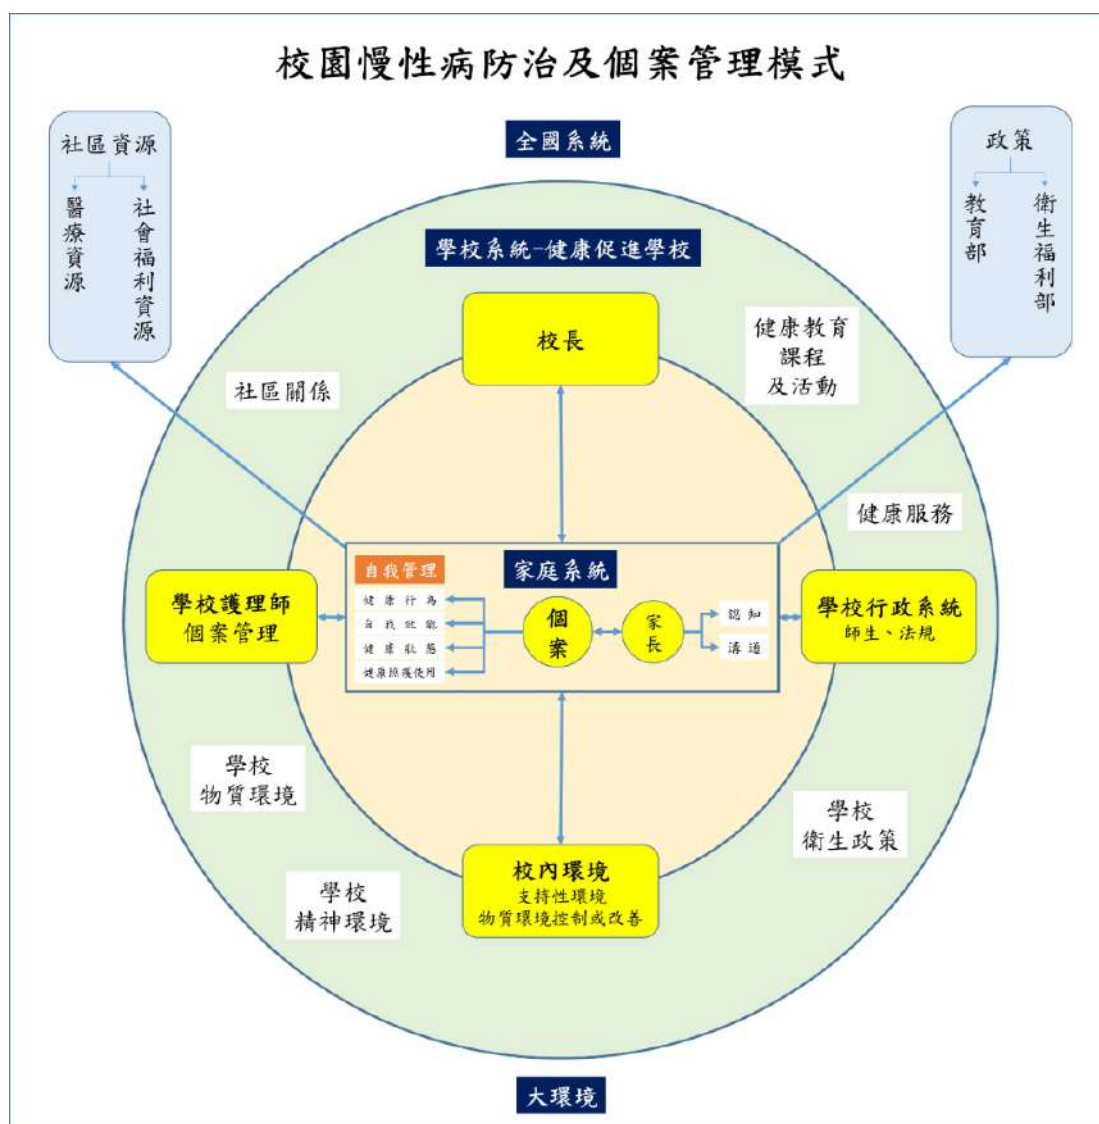 校園慢性病防治及個案管理模式
社區資源
醫療資源
社會福利資源
全國系統
政策
教育部
衛生福利部
學校系統-健康促進學校
校長
健康教育
課程
及活動
社區關係
健康服務
自我管理
健康行為
自我效能
健康狀態
健康照護使用
家庭系統
個案
家長
認知
溝通
學校護理師
個案管理
學校行政系統
師生、法規
學校
物質環境
學校
衛生政策
學校
精神環境
校內環境
支持性環境
物質環境控制或改善
大環境